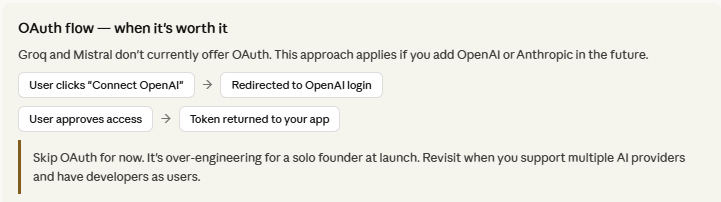 OAuth flow — when it's worth it
Groq and Mistral don't currently offer OAuth. This approach applies if you add OpenAI or Anthropic in the future.
User clicks "Connect OpenAI" → Redirected to OpenAI login
User approves access → Token returned to your app
Skip OAuth for now. It's over-engineering for a solo founder at launch. Revisit when you support multiple AI providers
and have developers as users.